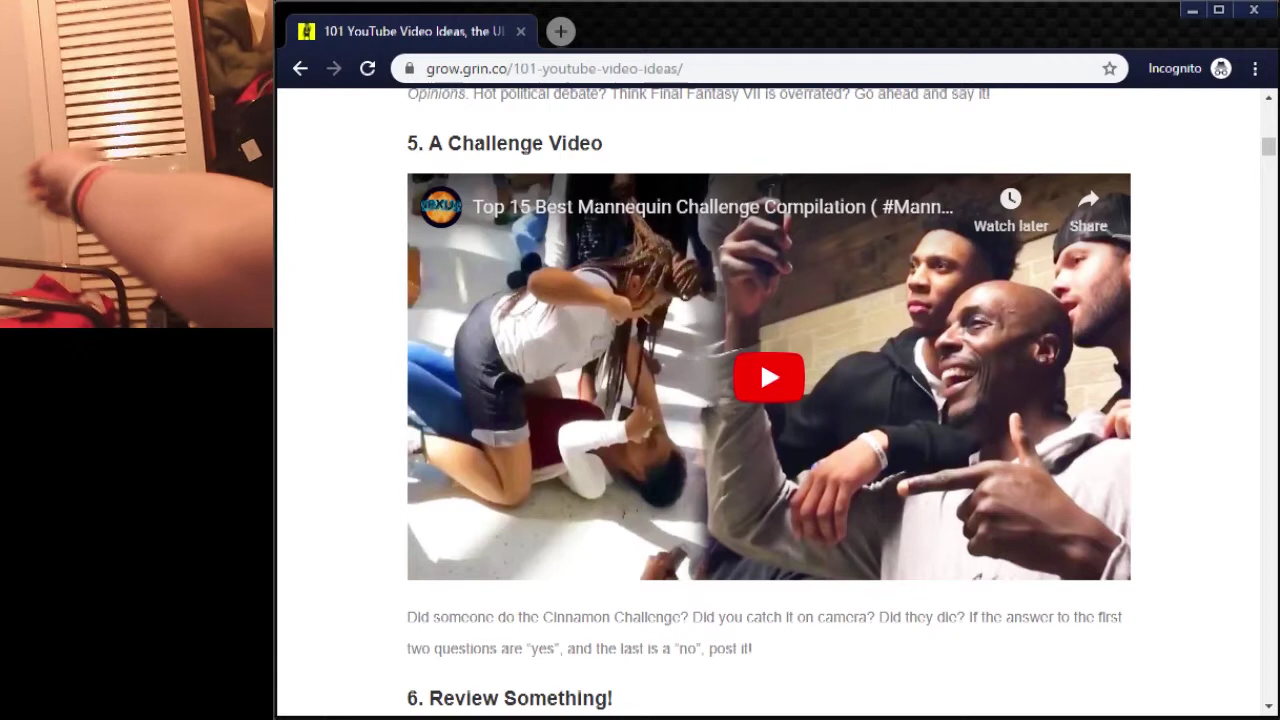 101 YouTube Video Ideas, the Ul
grow.grin.co/101-youtube-video-ideas/
Incognito
Opinions. Hot political debate? Think Final Fantasy VII is overrated? Go ahead and say it!
5. A Challenge Video
Top 15 Best Mannequin Challenge Compilation ( #Mann...
Watch later
Share
Did someone do the Cinnamon Challenge? Did you catch it on camera? Did they die? If the answer to the first
two questions are “yes”, and the last is a “no”, post it!
6. Review Something!